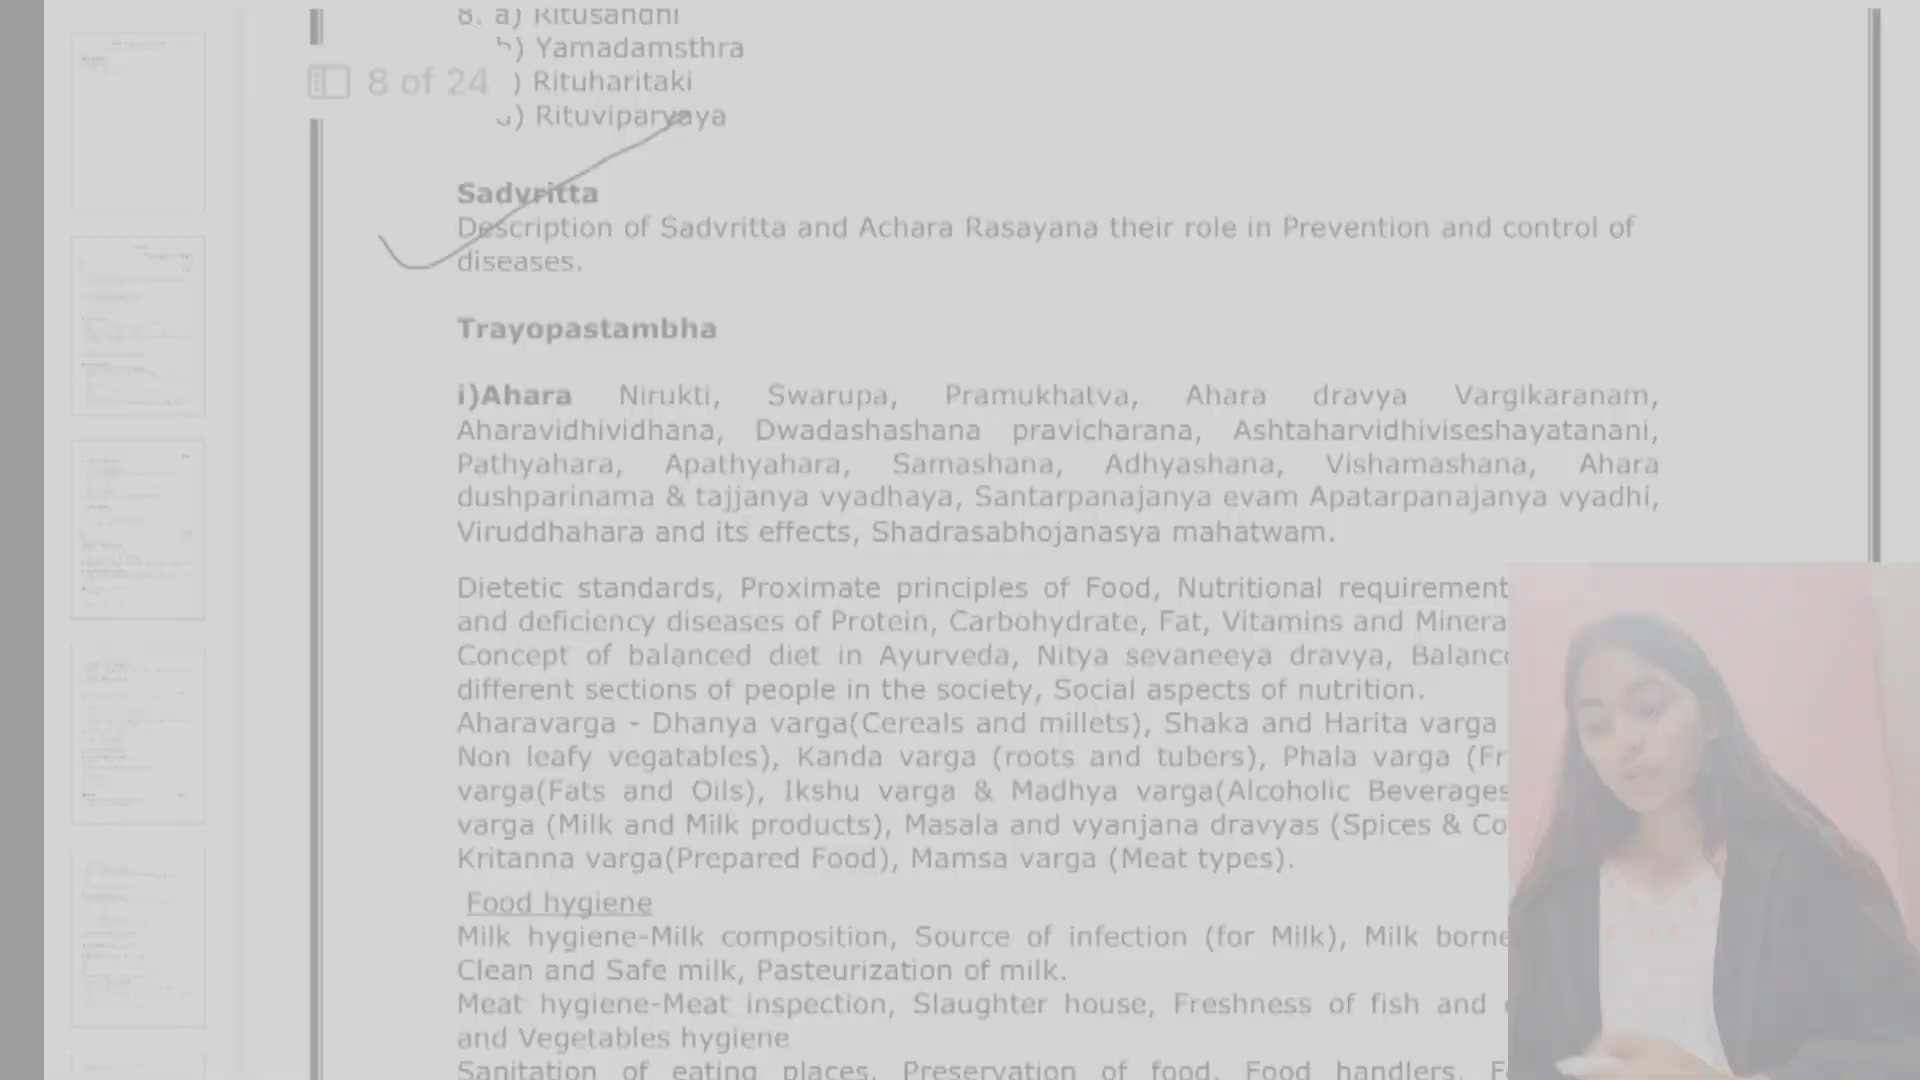 8. a) Ritusandhi
b) Yamadamsthra
8 of 24 ) Rituharitaki
) Rituviparyaya
Sadvritta
Description of Sadvritta and Achara Rasayana their role in Prevention and control of
diseases.
Trayopastambha
i)Ahara Nirukti, Swarupa, Pramukhatva, Ahara dravya Vargikaranam,
Aharavidhividhana, Dwadashashana pravicharana, Ashtaharvidhiviseshayatanani,
Pathyahara, Apathyahara, Samashana, Adhyashana, Vishamashana, Ahara
dushparinama & tajjanya vyadhaya, Santarpanajanya evam Apatarpanajanya vyadhi,
Viruddhahara and its effects, Shadrasabhojanasya mahatwam.
Dietetic standards, Proximate principles of Food, Nutritional requirement
and deficiency diseases of Protein, Carbohydrate, Fat, Vitamins and Minera
Concept of balanced diet in Ayurveda, Nitya sevaneeya dravya, Balanc
different sections of people in the society, Social aspects of nutrition.
Aharavarga - Dhanya varga(Cereals and millets), Shaka and Harita varga
Non leafy vegatables), Kanda varga (roots and tubers), Phala varga (Fr
varga(Fats and Oils), Ikshu varga & Madhya varga(Alcoholic Beverages
varga (Milk and Milk products), Masala and vyanjana dravyas (Spices & Co
Kritanna varga(Prepared Food), Mamsa varga (Meat types).
Food hygiene
Milk hygiene-Milk composition, Source of infection (for Milk), Milk borne
Clean and Safe milk, Pasteurization of milk.
Meat hygiene-Meat inspection, Slaughter house, Freshness of fish and
and Vegetables hygiene
Sanitation of eating places, Preservation of food, Food handlers, F